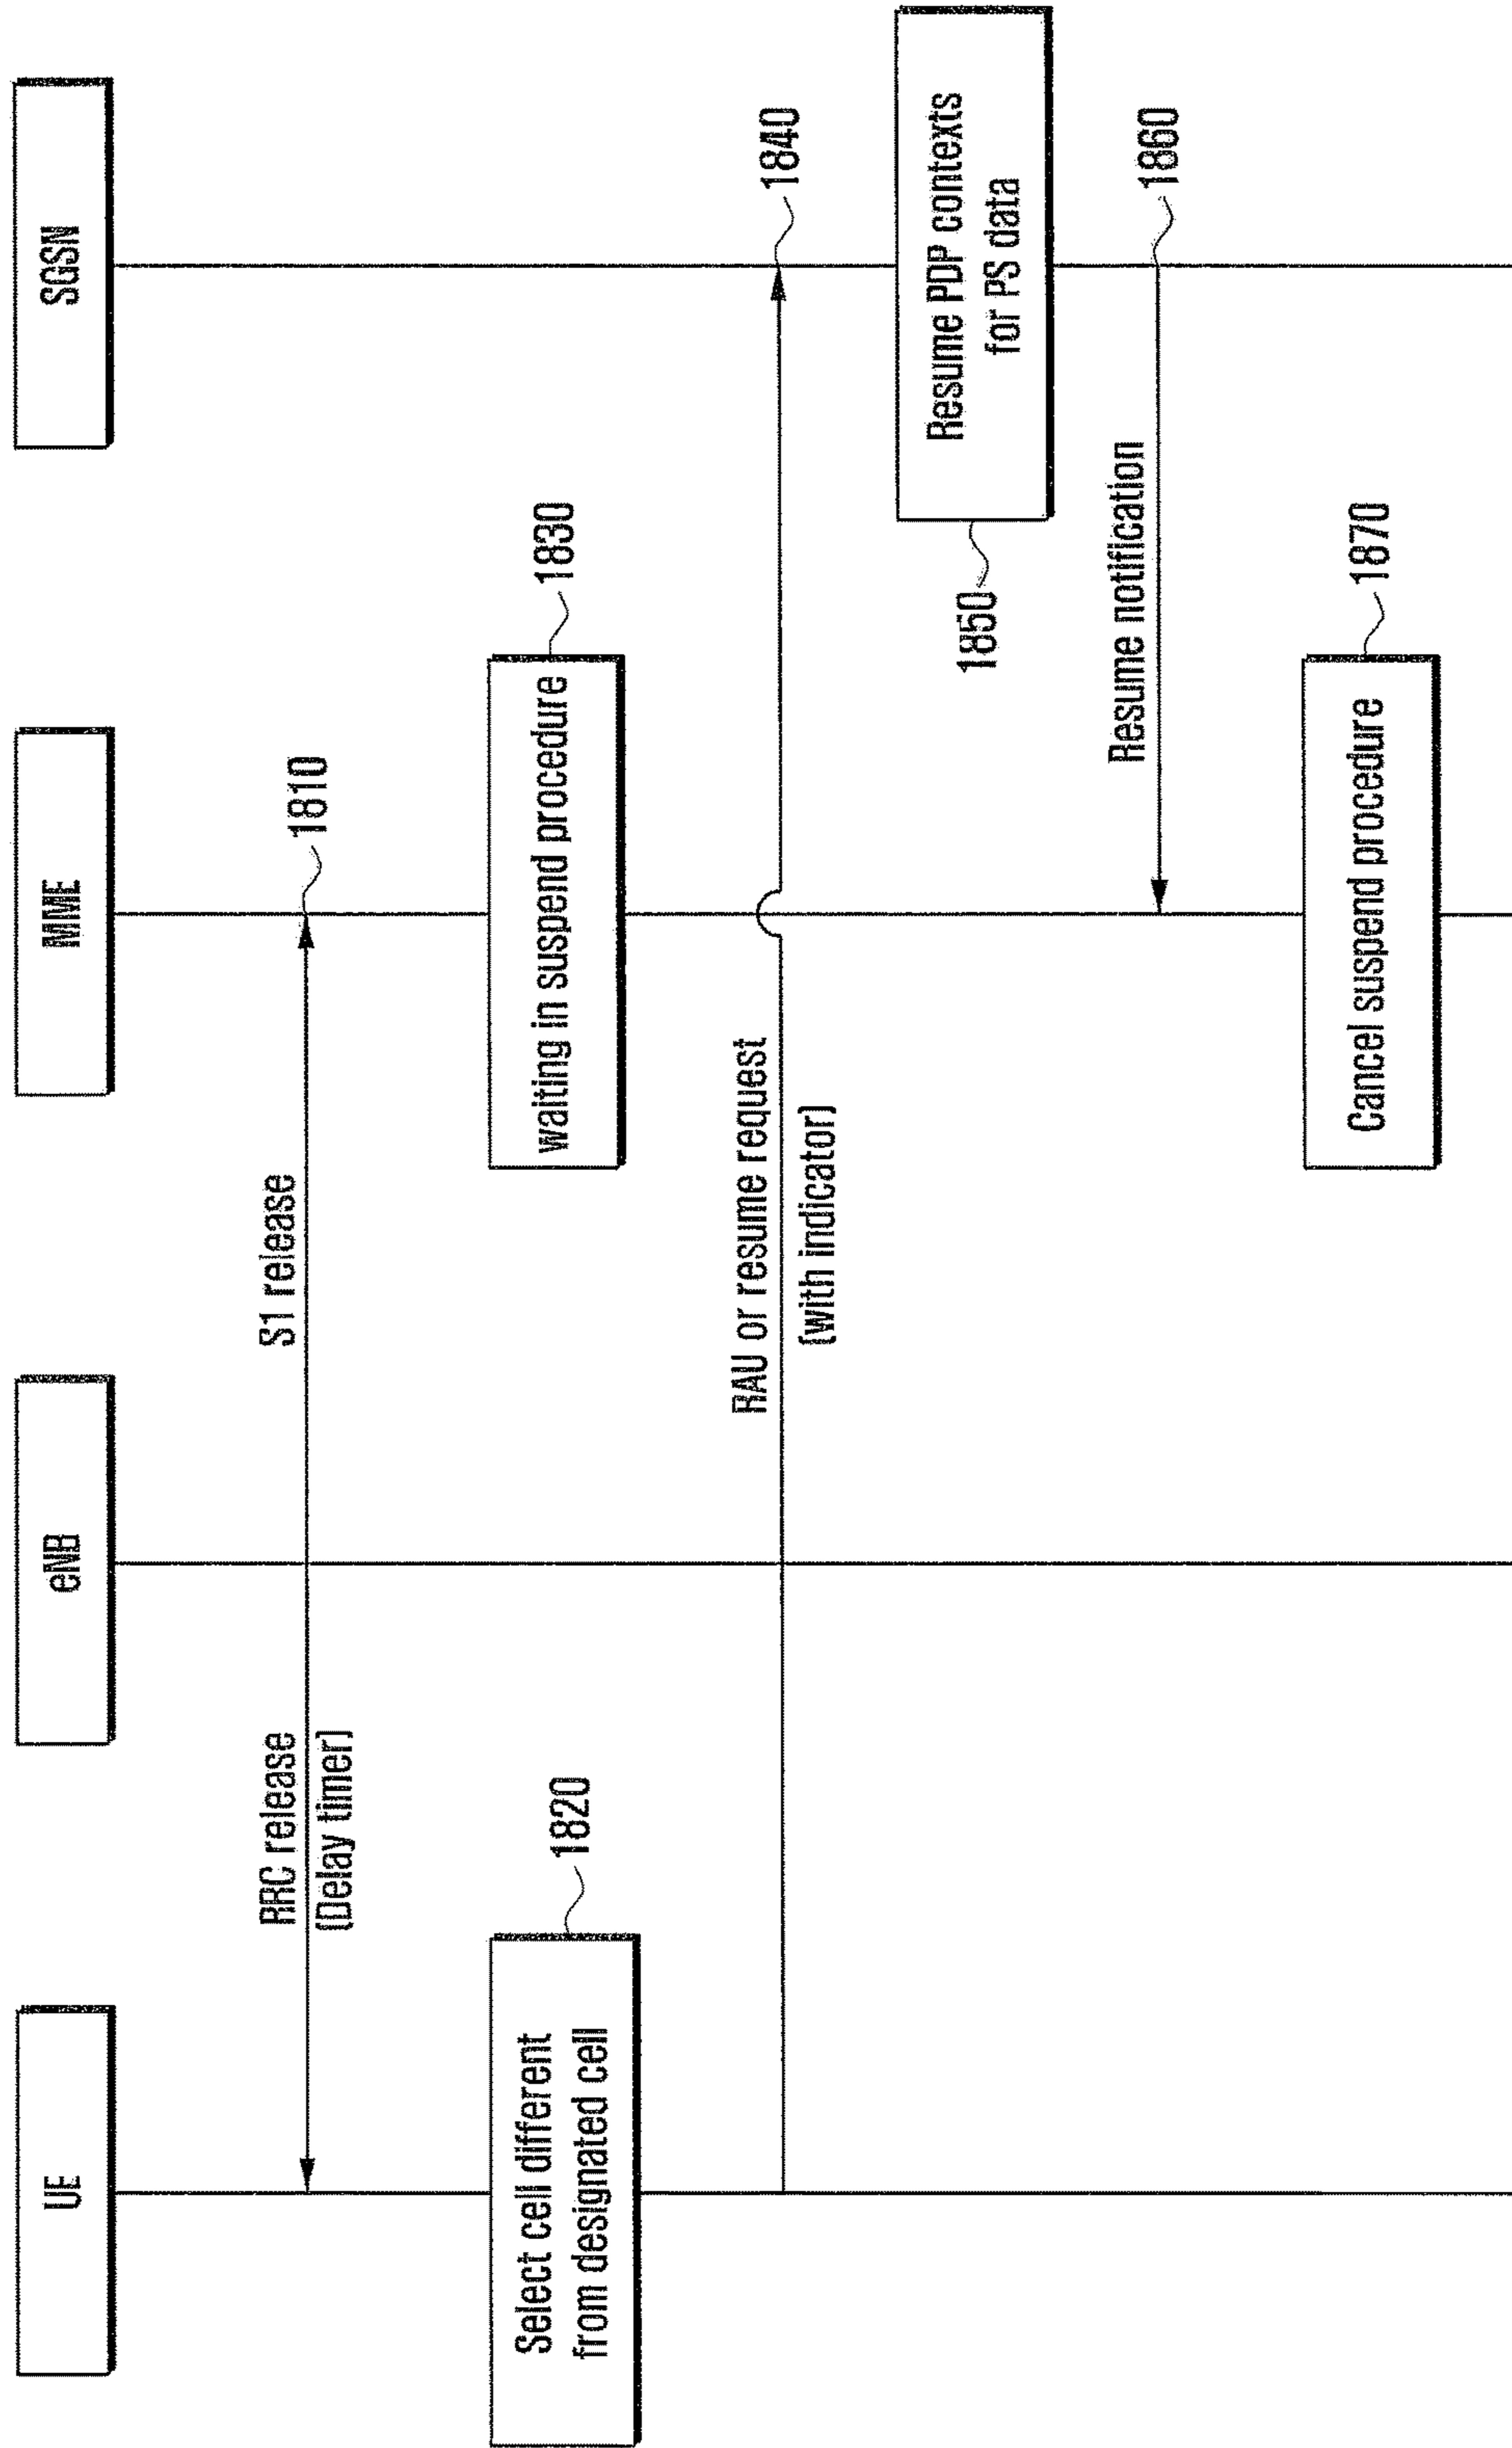 UE
eNB
MME
SGSN
RRC release
(Delay timer)
S1 release
1810
Select cell different
from designated cell
1820
waiting in suspend procedure
1830
RAU or resume request
(with indicator)
1840
Resume PDP contexts
for PS data
1850
Resume notification
1860
Cancel suspend procedure
1870